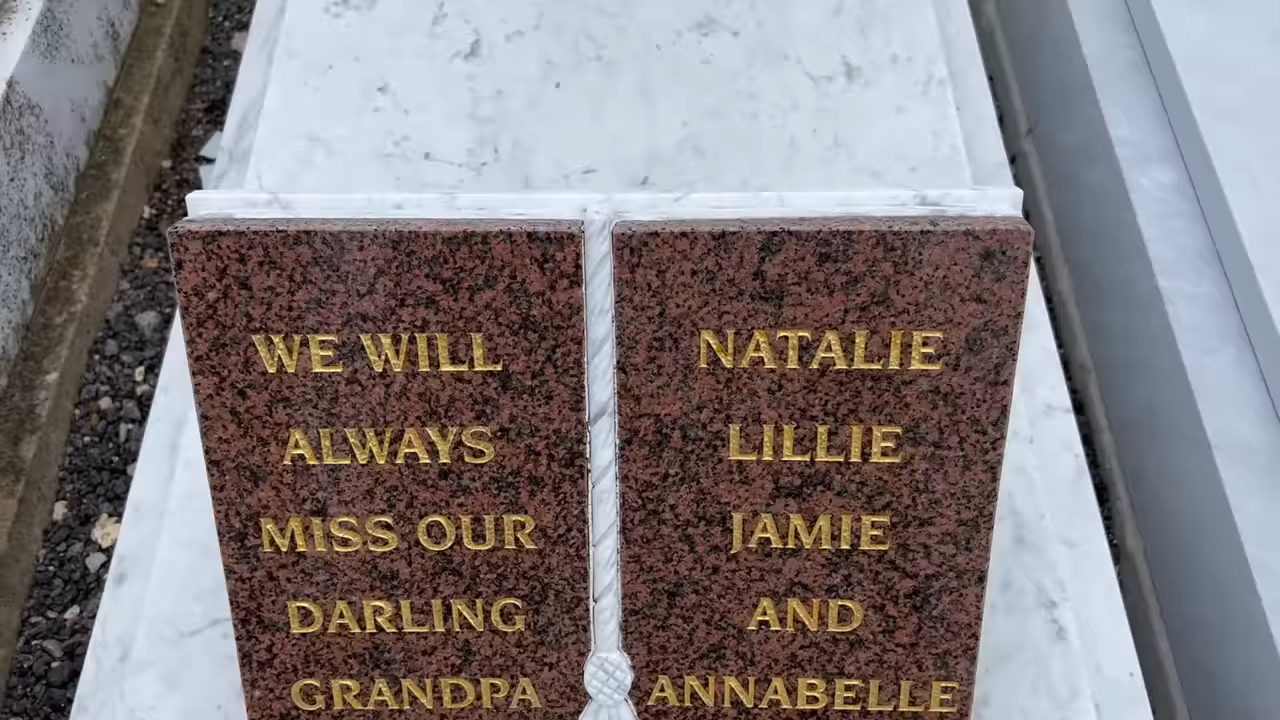 WE WILL
ALWAYS
MISS OUR
DARLING
GRANDPA
NATALIE
LILLIE
JAMIE
AND
ANNABELLE